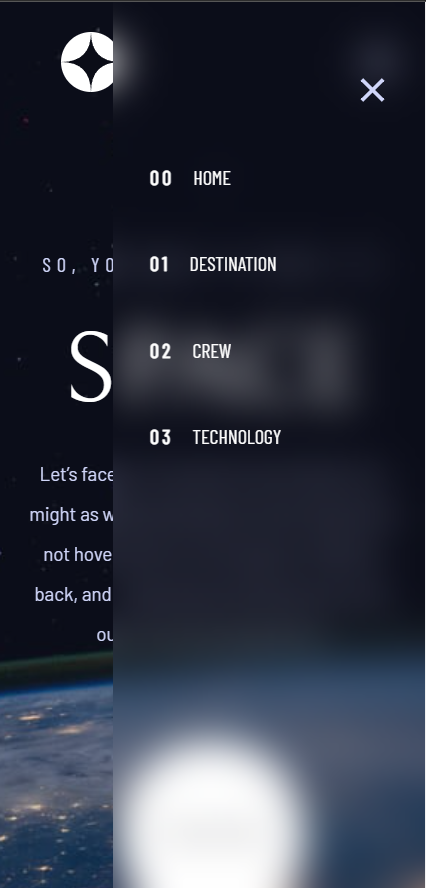 00 HOME
SO, YO
01 DESTINATION
S
02 CREW
03 TECHNOLOGY
Let's face
might as w
not hove
back, and
ou